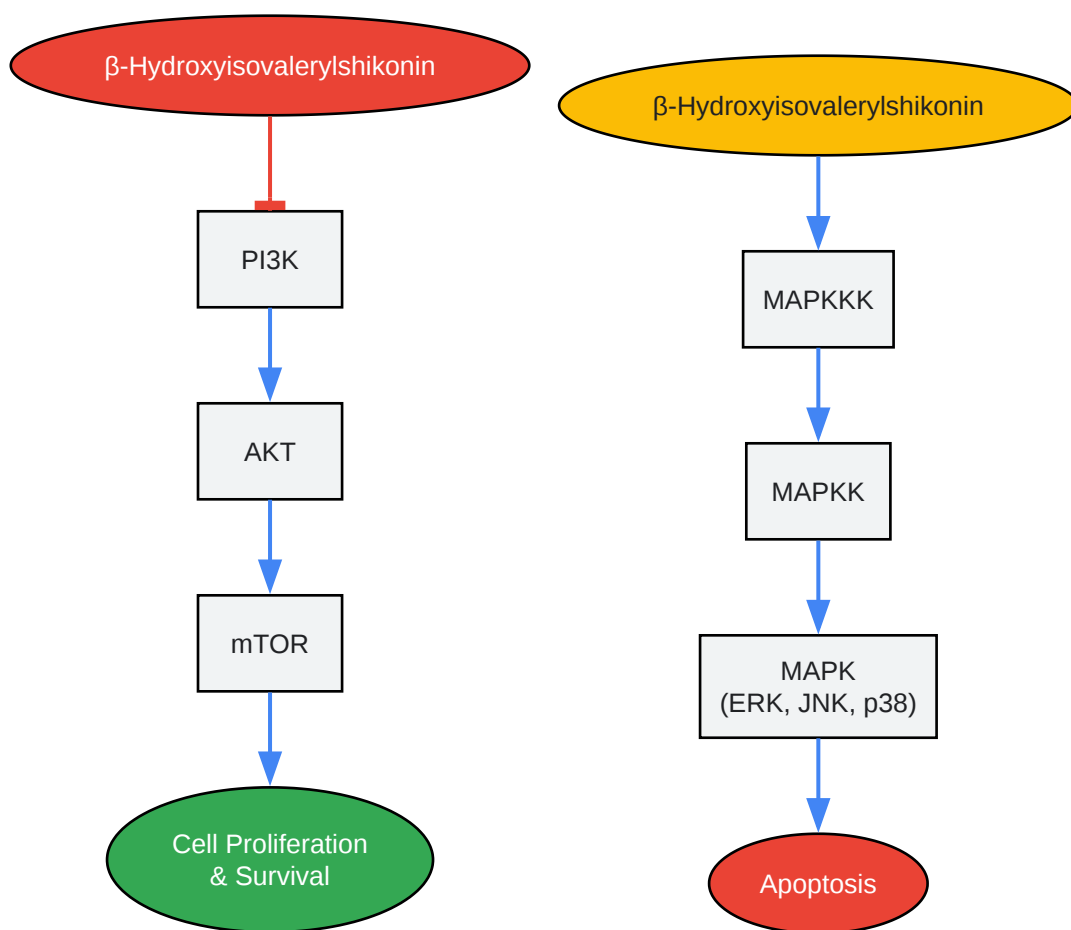 β-Hydroxyisovalerylshikonin
PI3K
AKT
mTOR
Cell Proliferation
& Survival
β-Hydroxyisovalerylshikonin
MAPKKK
MAPKK
MAPK
(ERK, JNK, p38)
Apoptosis